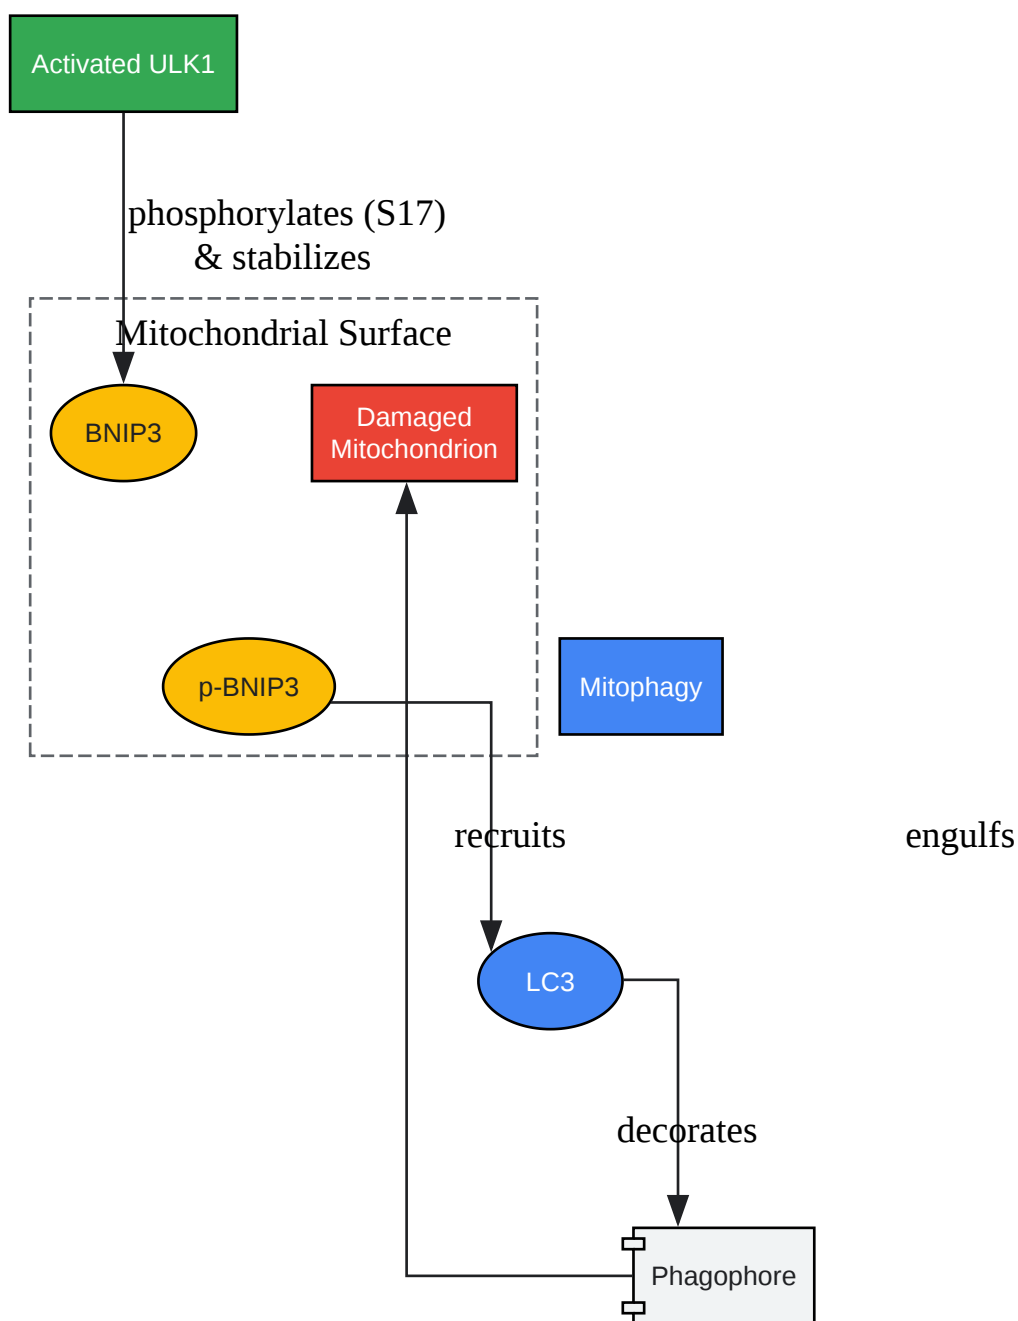 Activated ULK1
phosphorylates (S17)
& stabilizes
Mitochondrial Surface
BNIP3
Damaged
Mitochondrion
p-BNIP3
Mitophagy
recruits
engulfs
LC3
decorates
Phagophore